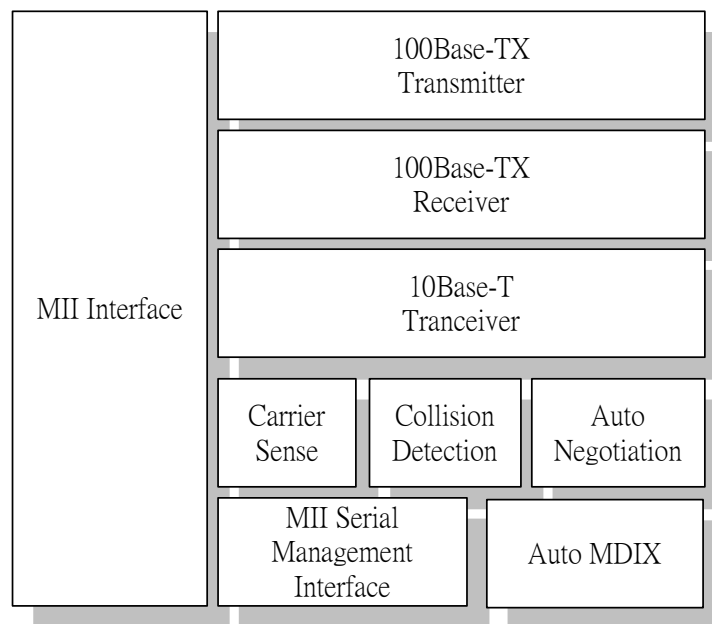 MII Interface
100Base-TX
Transmitter
100Base-TX
Receiver
10Base-T
Tranceiver
Carrier
Sense
Collision
Detection
Auto
Negotiation
MII Serial
Management
Interface
Auto MDIX